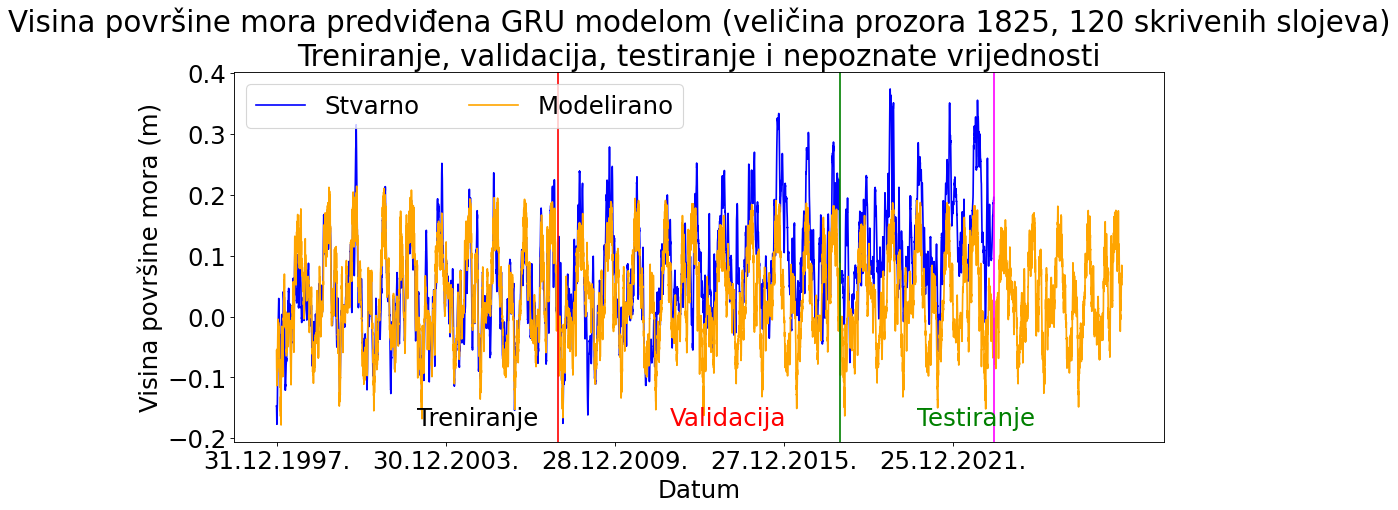 Visina površine mora predviđena GRU modelom (veličina prozora 1825, 120 skrivenih slojeva)
Treniranje, validacija, testiranje i nepoznate vrijednosti
Stvarno Modelirano
Visina površine mora (m)
0.4
0.3
0.2
0.1
0.0
−0.1
−0.2
Treniranje Validacija Testiranje
31.12.1997. 30.12.2003. 28.12.2009. 27.12.2015. 25.12.2021.
Datum